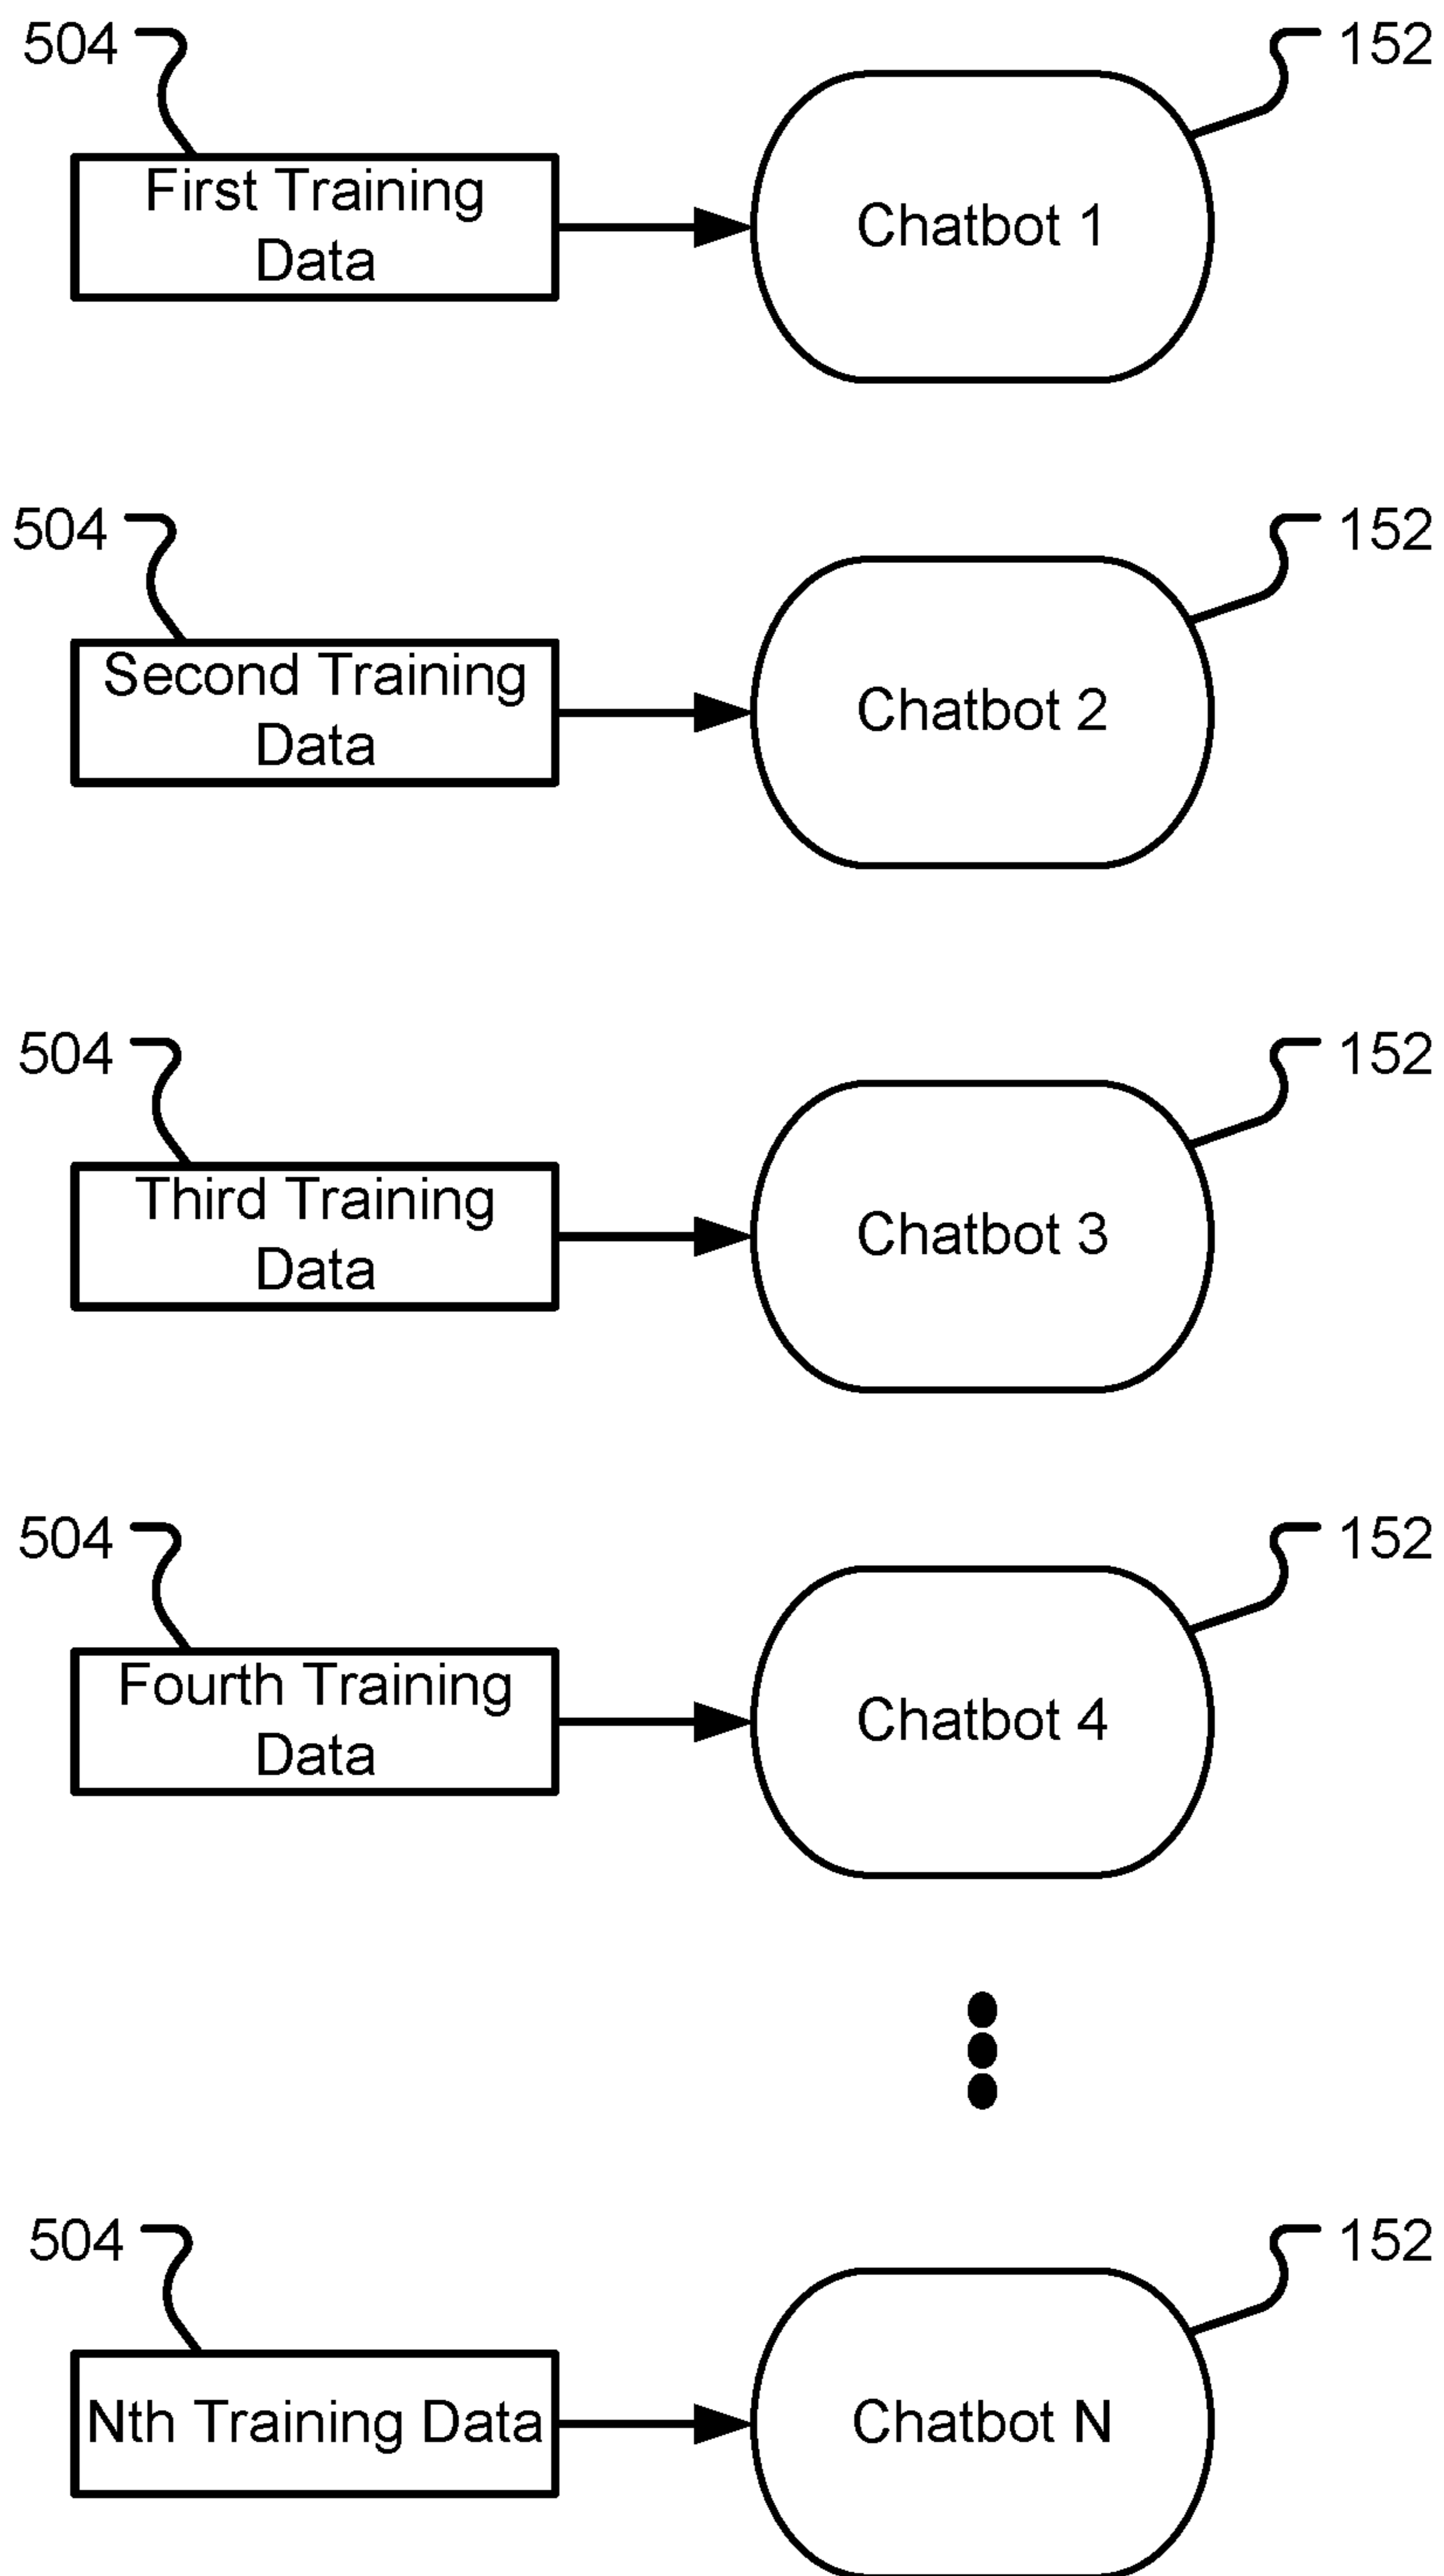 504
152
First Training
Data
Chatbot 1
504
152
Second Training
Data
Chatbot 2
504
152
Third Training
Data
Chatbot 3
504
152
Fourth Training
Data
Chatbot 4
504
152
Nth Training Data
Chatbot N